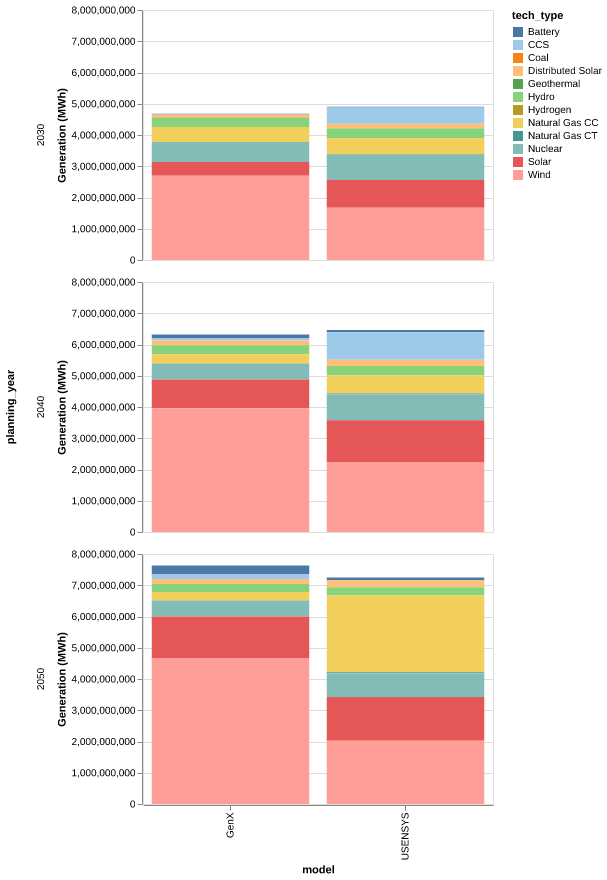 tech_type
Battery
CCS
Coal
Distributed Solar
Geothermal
Hydro
Hydrogen
Natural Gas CC
Natural Gas CT
Nuclear
Solar
Wind
planning_year
2030
Generation (MWh)
8,000,000,000
7,000,000,000
6,000,000,000
5,000,000,000
4,000,000,000
3,000,000,000
2,000,000,000
1,000,000,000
0
2040
Generation (MWh)
8,000,000,000
7,000,000,000
6,000,000,000
5,000,000,000
4,000,000,000
3,000,000,000
2,000,000,000
1,000,000,000
0
2050
Generation (MWh)
8,000,000,000
7,000,000,000
6,000,000,000
5,000,000,000
4,000,000,000
3,000,000,000
2,000,000,000
1,000,000,000
0
GenX
USENSYS
model